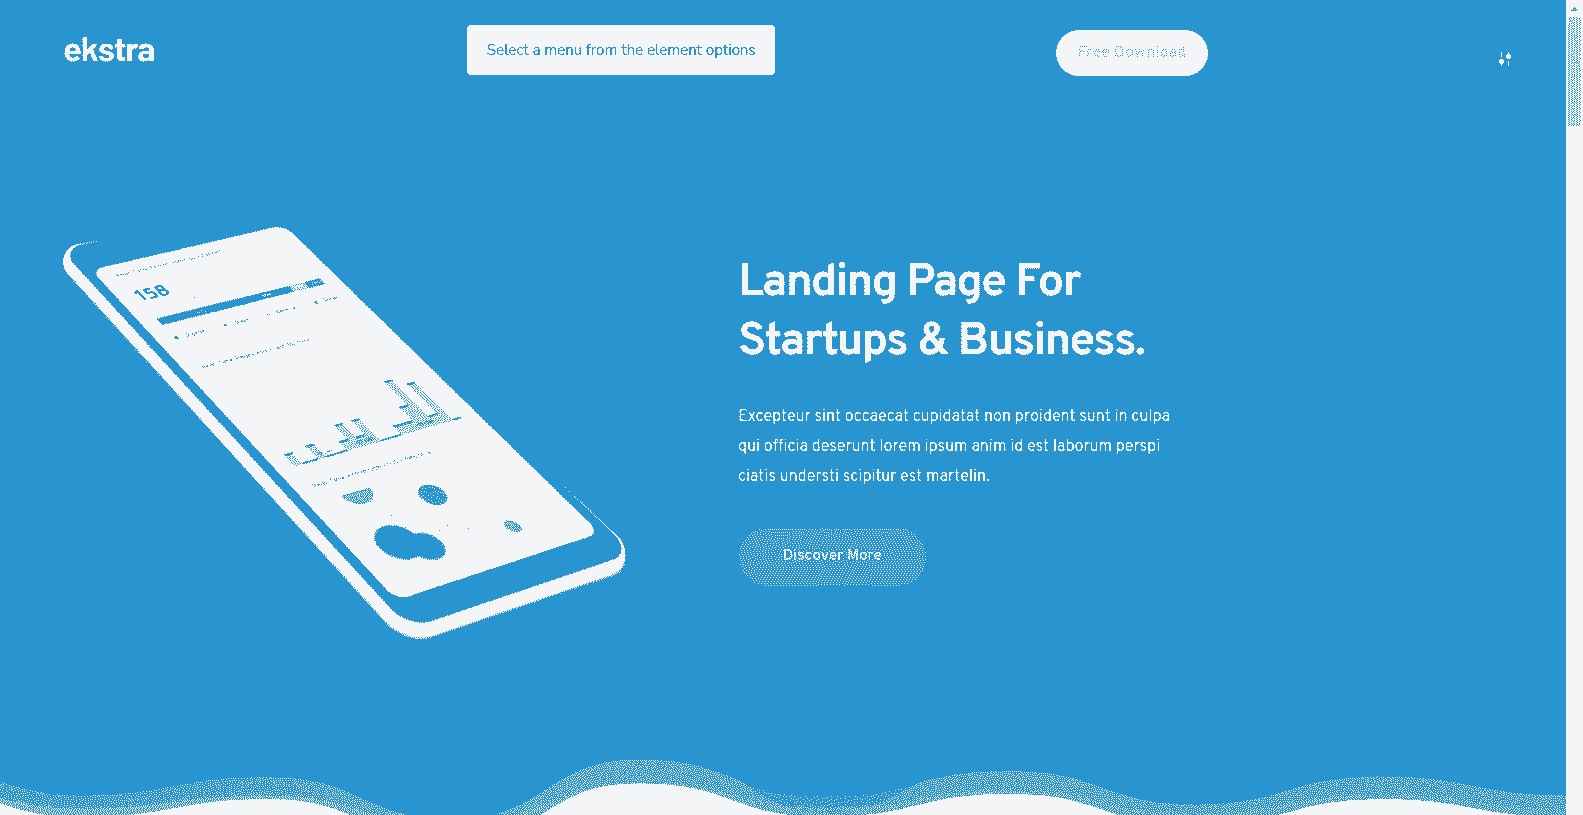 ekstra
Select a menu from the element options
Free Download
158
Landing Page For
Startups & Business.
Excepteur sint occaecat cupidatat non proident sunt in culpa
qui officia deserunt lorem ipsum anim id est laborum perspi
ciatis understi scipitur est martelin.
Discover More